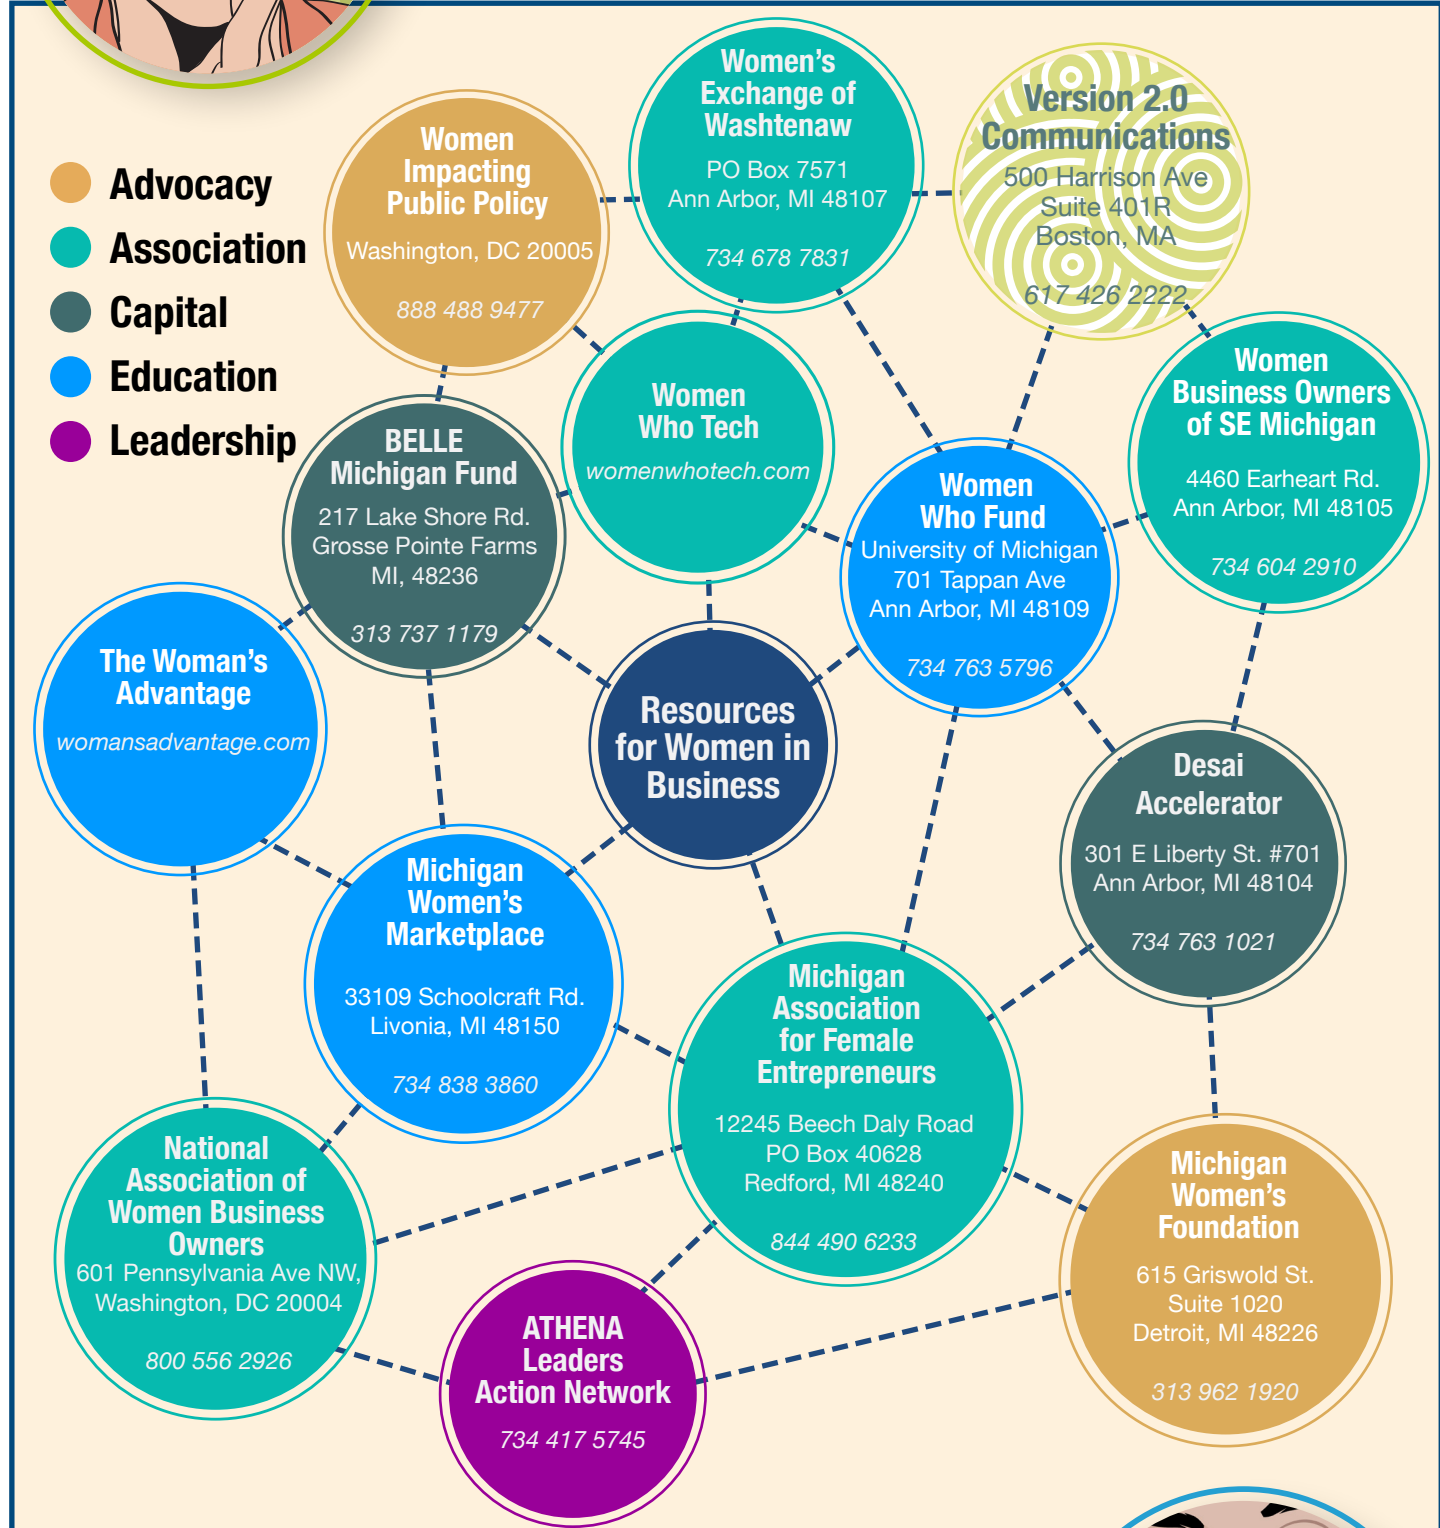 Advocacy
Association
Capital
Education
Leadership
Women
Impacting
Public Policy
Washington, DC 20005
888 488 9477
Women's
Exchange of
Washtenaw
PO Box 7571
Ann Arbor, MI 48107
734 678 7831
Version 2.0
Communications
500 Harrison Ave
Suite 401R
Boston, MA
617 426 2222
BELLE
Michigan Fund
217 Lake Shore Rd.
Grosse Pointe Farms
MI, 48236
313 737 1179
Women
Who Tech
womenwhotech.com
Women
Who Fund
University of Michigan
701 Tappan Ave
Ann Arbor, MI 48109
734 763 5796
Women
Business Owners
of SE Michigan
4460 Earheart Rd.
Ann Arbor, MI 48105
734 604 2910
The Woman's
Advantage
womansadvantage.com
Resources
for Women in
Business
Desai
Accelerator
301 E Liberty St. #701
Ann Arbor, MI 48104
734 763 1021
Michigan
Women's
Marketplace
33109 Schoolcraft Rd.
Livonia, MI 48150
734 838 3860
Michigan
Association
for Female
Entrepreneurs
12245 Beech Daly Road
PO Box 40628
Redford, MI 48240
844 490 6233
National
Association of
Women Business
Owners
601 Pennsylvania Ave NW,
Washington, DC 20004
800 556 2926
ATHENA
Leaders
Action Network
734 417 5745
Michigan
Women's
Foundation
615 Griswold St.
Suite 1020
Detroit, MI 48226
313 962 1920